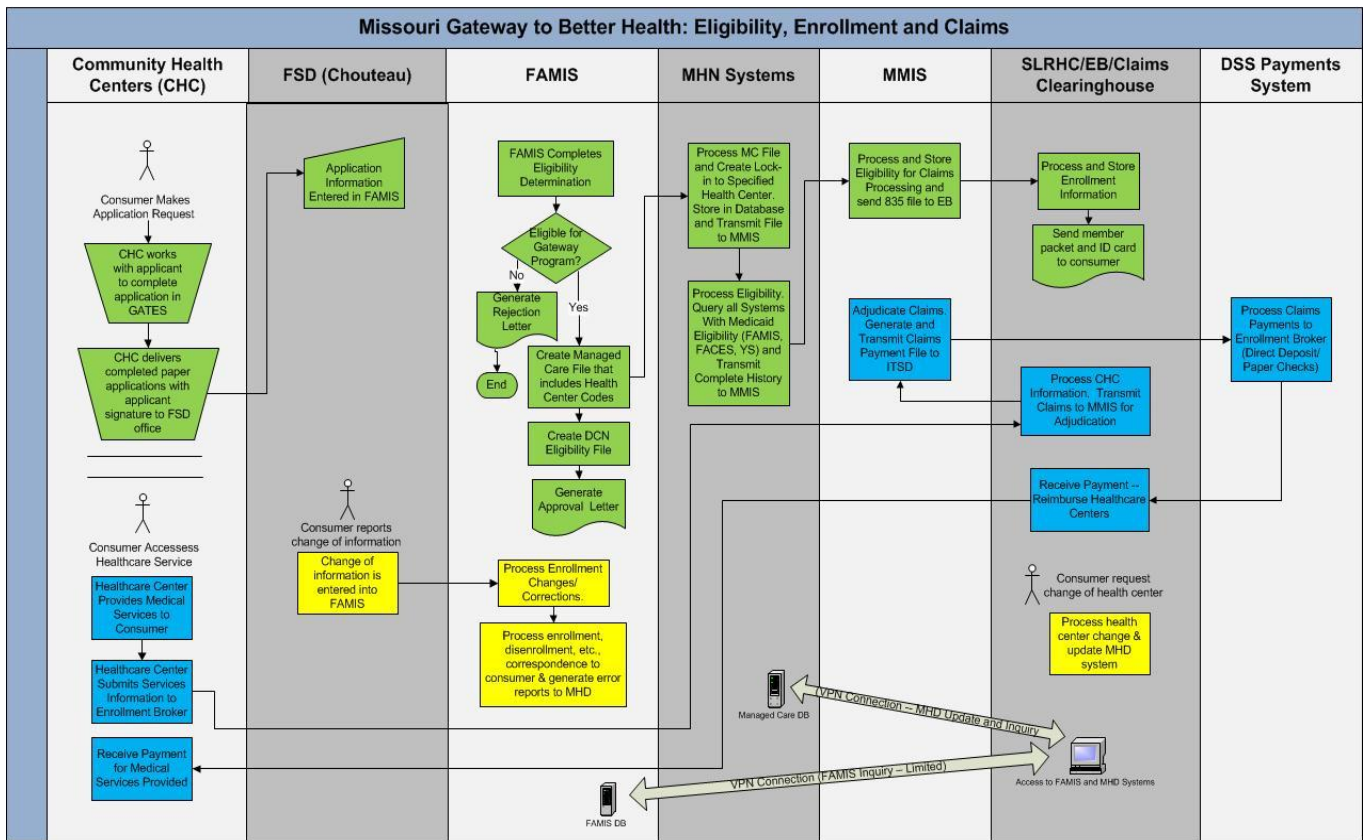 Missouri Gateway to Better Health: Eligibility, Enrollment and Claims
Community Health
Centers (CHC)
FSD (Chouteau)
FAMIS
MHN Systems
MMIS
SLRHC/EB/Claims
Clearinghouse
DSS Payments
System
Consumer Makes
Application Request
CHC works
with applicant
to complete
application in
GATES
CHC delivers
completed paper
applications with
applicant
signature to FSD
office
Consumer Accessess
Healthcare Service
Healthcare Center
Provides Medical
Services to
Consumer
Healthcare Center
Submits Services
Information to
Enrollment Broker
Receive Payment
for Medical
Services Provided
Application
Information
Entered in FAMIS
Consumer reports
change of information
Change of
information is
entered into
FAMIS
FAMIS Completes
Eligibility
Determination
Eligible for
Gateway
Program?
No
Yes
Generate
Rejection
Letter
End
Create Managed
Care File that
includes Health
Center Codes
Create DCN
Eligibility File
Generate
Approval Letter
Process Enrollment
Changes/
Corrections.
Process enrollment,
disenrollment, etc.,
correspondence to
consumer & generate error
reports to MHD
FAMIS DB
Process MC File
and Create Lock-
in to Specified
Health Center.
Store in Database
and Transmit File
to MMIS
Process Eligibility.
Query all Systems
With Medicaid
Eligibility (FAMIS,
FACES, YS) and
Transmit
Complete History
to MMIS
Managed Care DB
Process and Store
Eligibility for Claims
Processing and
send 835 file to EB
Adjudicate Claims.
Generate and
Transmit Claims
Payment File to
ITSD
Process and Store
Enrollment
Information
Send member
packet and ID card
to consumer
Process CHC
Information. Transmit
Claims to MMIS for
Adjudication
Receive Payment --
Reimburse Healthcare
Centers
Consumer request
change of health center
Process health
center change &
update MHD
system
(VPN Connection -- MHD Update and Inquiry
VPN Connection (FAMIS Inquiry – Limited)
Access to FAMIS and MHD Systems
Process Claims
Payments to
Enrollment Broker
(Direct Deposit/
Paper Checks)